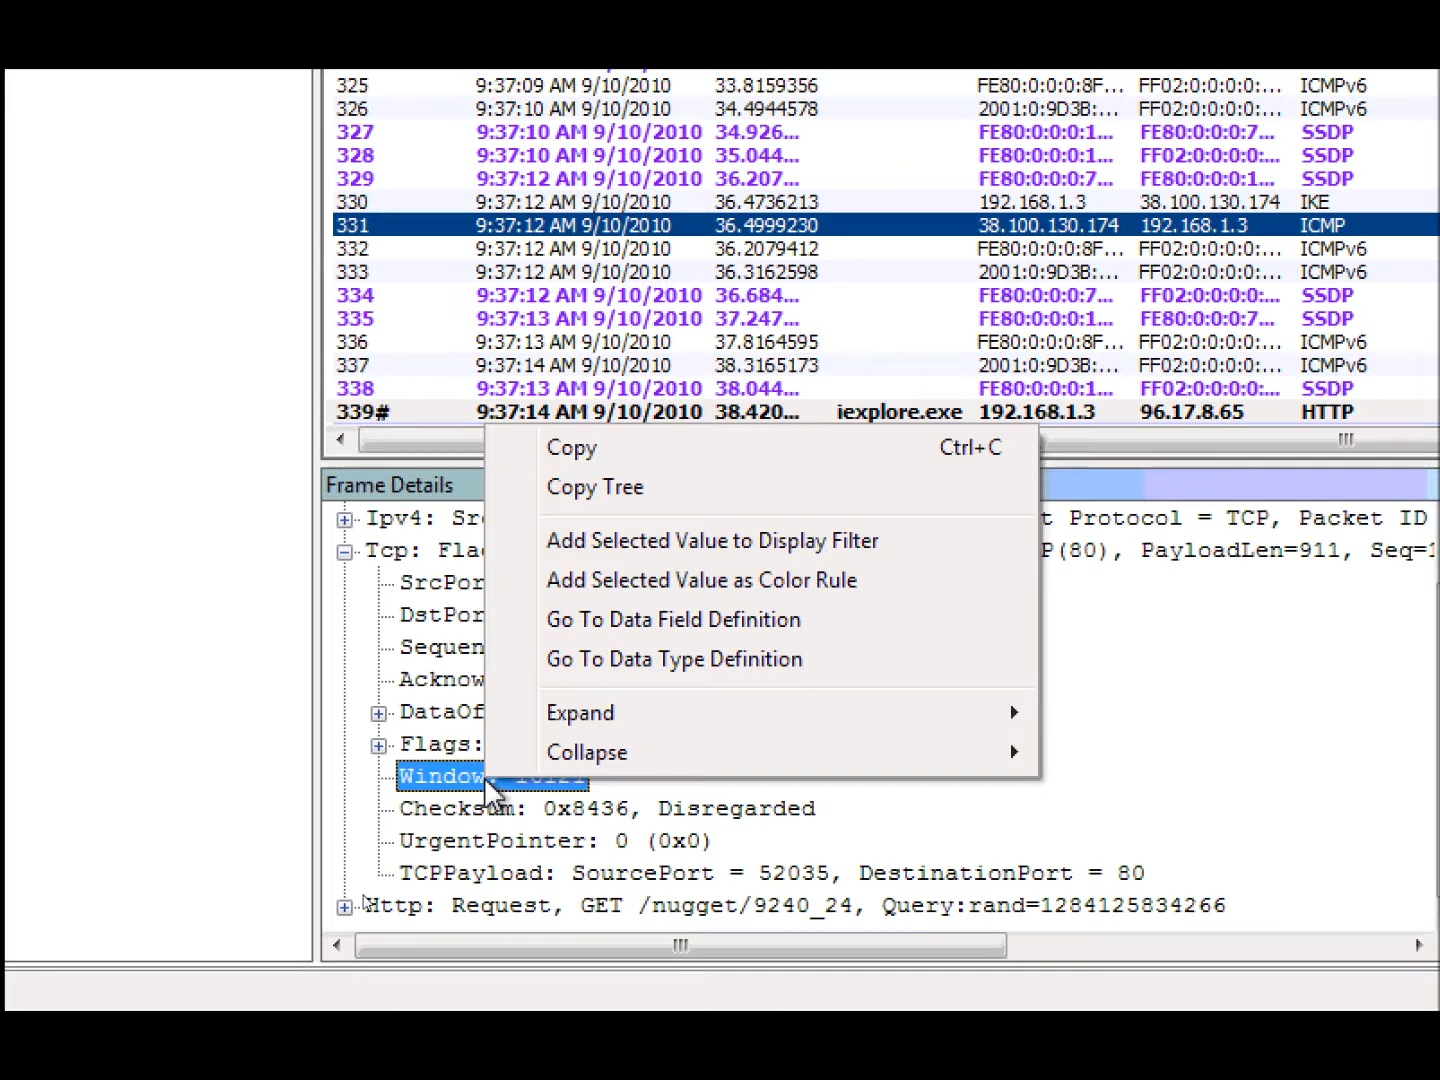 325 9:37:09 AM 9/10/2010 33.8159356 FE80:0:0:0:8F... FF02:0:0:0:0:... ICMPv6
326 9:37:10 AM 9/10/2010 34.4944578 2001:0:9D3B:... FF02:0:0:0:0:... ICMPv6
327 9:37:10 AM 9/10/2010 34.926... FE80:0:0:0:1... FE80:0:0:0:7... SSDP
328 9:37:10 AM 9/10/2010 35.044... FE80:0:0:0:1... FF02:0:0:0:0:... SSDP
329 9:37:12 AM 9/10/2010 36.207... FE80:0:0:0:7... FE80:0:0:0:1... SSDP
330 9:37:12 AM 9/10/2010 36.4736213 192.168.1.3 38.100.130.174 IKE
331 9:37:12 AM 9/10/2010 36.4999230 38.100.130.174 192.168.1.3 ICMP
332 9:37:12 AM 9/10/2010 36.2079412 FE80:0:0:0:8F... FF02:0:0:0:0:... ICMPv6
333 9:37:12 AM 9/10/2010 36.3162598 2001:0:9D3B:... FF02:0:0:0:0:... ICMPv6
334 9:37:12 AM 9/10/2010 36.684... FE80:0:0:0:7... FF02:0:0:0:0:... SSDP
335 9:37:13 AM 9/10/2010 37.247... FE80:0:0:0:1... FE80:0:0:0:7... SSDP
336 9:37:13 AM 9/10/2010 37.8164595 FE80:0:0:0:8F... FF02:0:0:0:0:... ICMPv6
337 9:37:14 AM 9/10/2010 38.3165173 2001:0:9D3B:... FF02:0:0:0:0:... ICMPv6
338 9:37:13 AM 9/10/2010 38.044... FE80:0:0:0:1... FF02:0:0:0:0:... SSDP
339# 9:37:14 AM 9/10/2010 38.420... iexplore.exe 192.168.1.3 96.17.8.65 HTTP
Copy Ctrl+C
Copy Tree
Add Selected Value to Display Filter
Add Selected Value as Color Rule
Go To Data Field Definition
Go To Data Type Definition
Expand
Collapse
Frame Details
Ipv4: Src t Protocol = TCP, Packet ID
Tcp: Flag P(80), PayloadLen=911, Seq=1
SrcPor
DstPor
Sequen
Acknow
DataOf
Flags:
Window:
Checksum: 0x8436, Disregarded
UrgentPointer: 0 (0x0)
TCPPayload: SourcePort = 52035, DestinationPort = 80
Http: Request, GET /nugget/9240_24, Query:rand=1284125834266